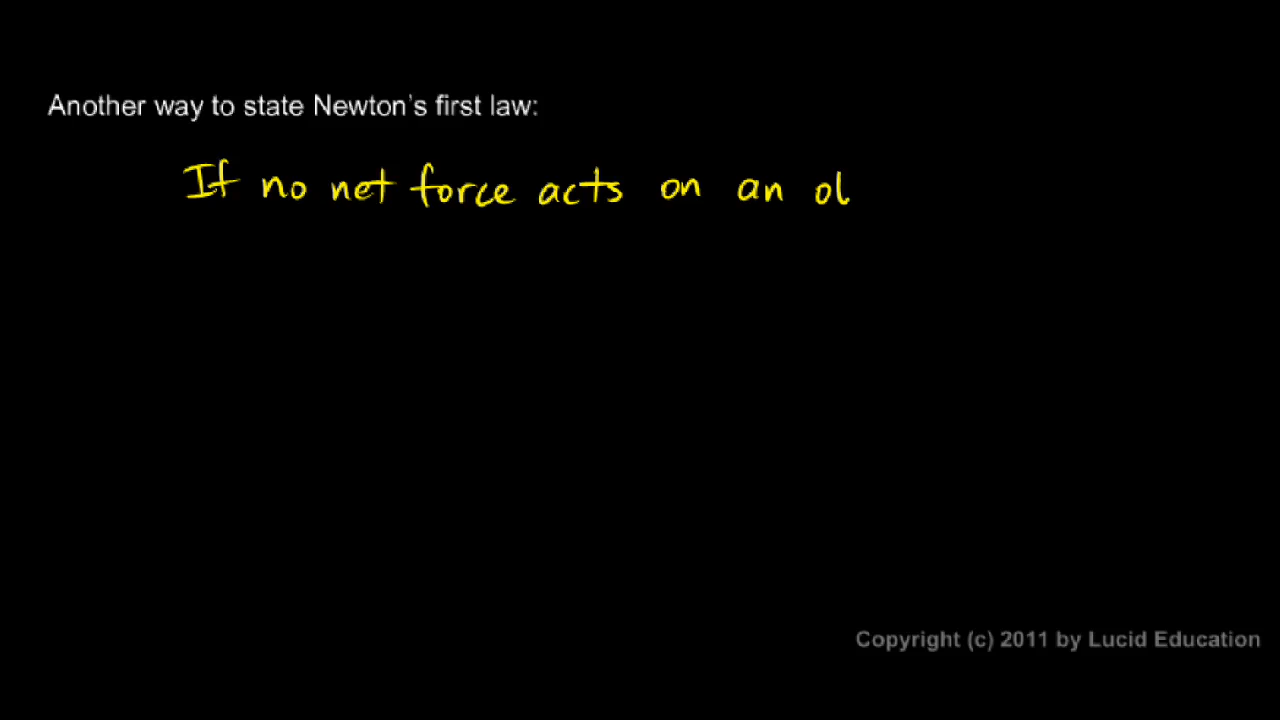 Another way to state Newton's first law:
If no net force acts on an ol
Copyright (c) 2011 by Lucid Education